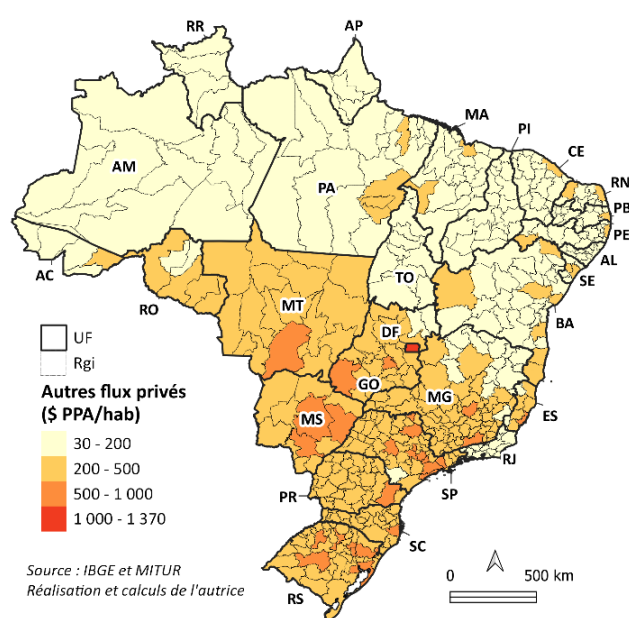 RR
AP
MA
PI
CE
RN
PB
PE
AL
SE
BA
AM
PA
AC
RO
TO
MT
DF
GO
MG
MS
ES
RJ
SP
PR
SC
RS
UF
Rgi
Autres flux privés
($ PPA/hab)
30 - 200
200 - 500
500 - 1 000
1 000 - 1 370
Source : IBGE et MITUR
Réalisation et calculs de l'autrice
0 500 km